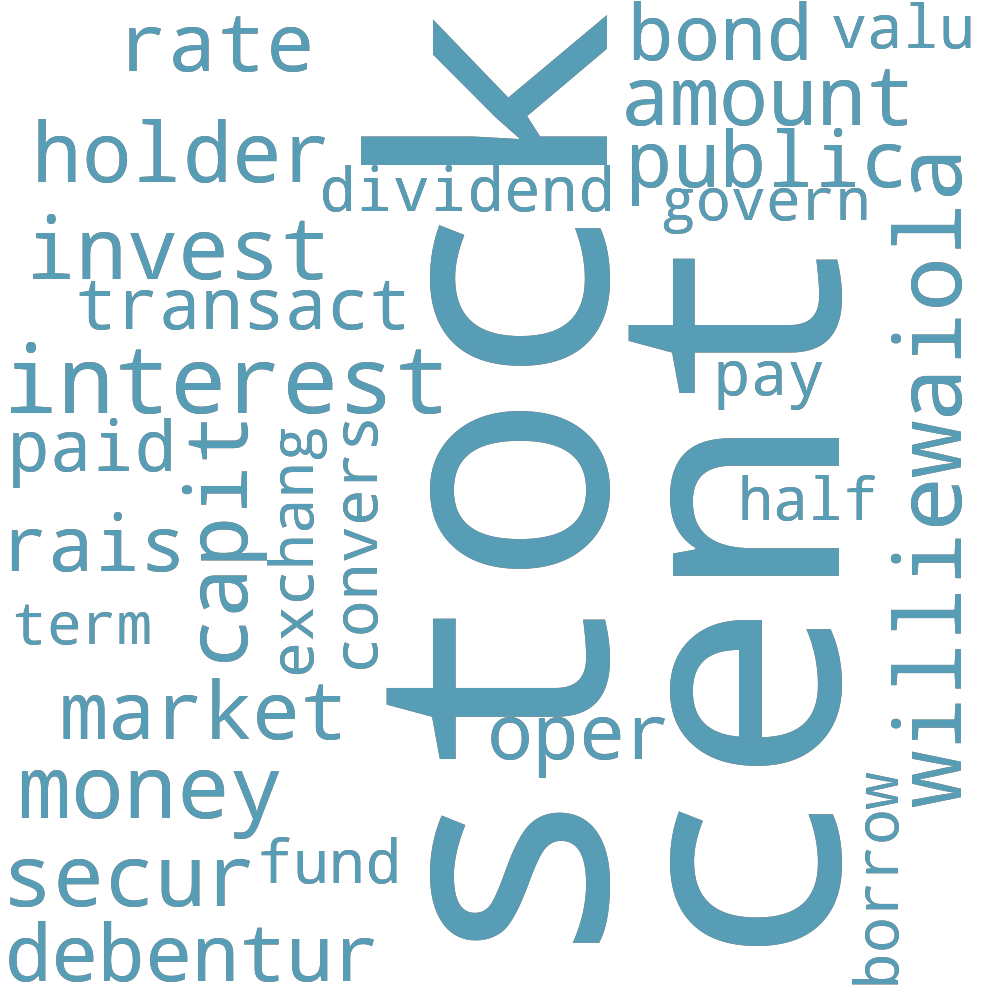 rate
bond
valu
amount
holder
public
dividend
govern
invest
transact
interest
pay
paid
capit
exchang
convers
stock
cent
williewaiola
half
rais
term
market
oper
money
secur
fund
borrow
debentur